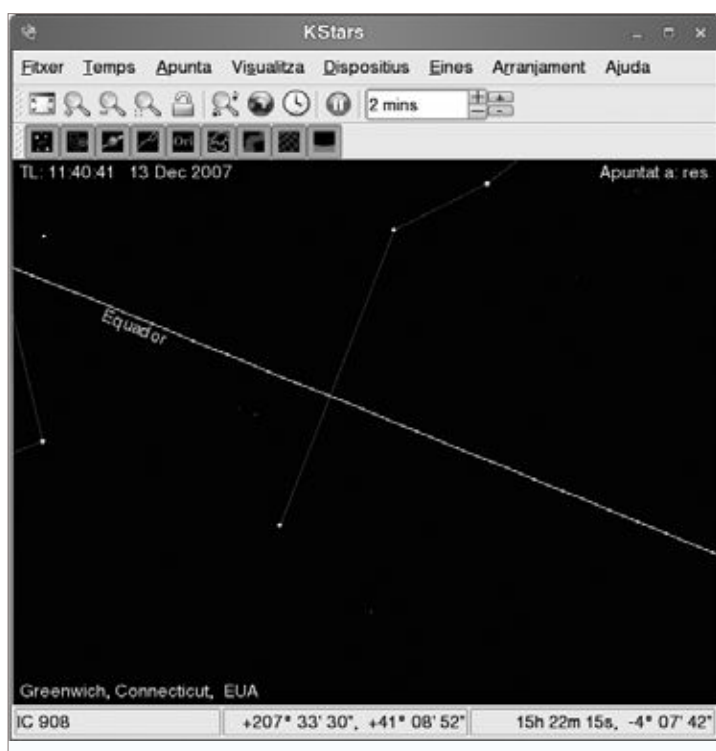 KStars
Fitxer Temps Apunta Visualitza Dispositius Eines Arranjament Ajuda
2 mins
Ori
TL: 11:40:41 13 Dec 2007 Apuntat a: res
Equador
Greenwich, Connecticut, EUA
IC 908 +207° 33' 30", +41° 08' 52" 15h 22m 15s, -4° 07' 42"